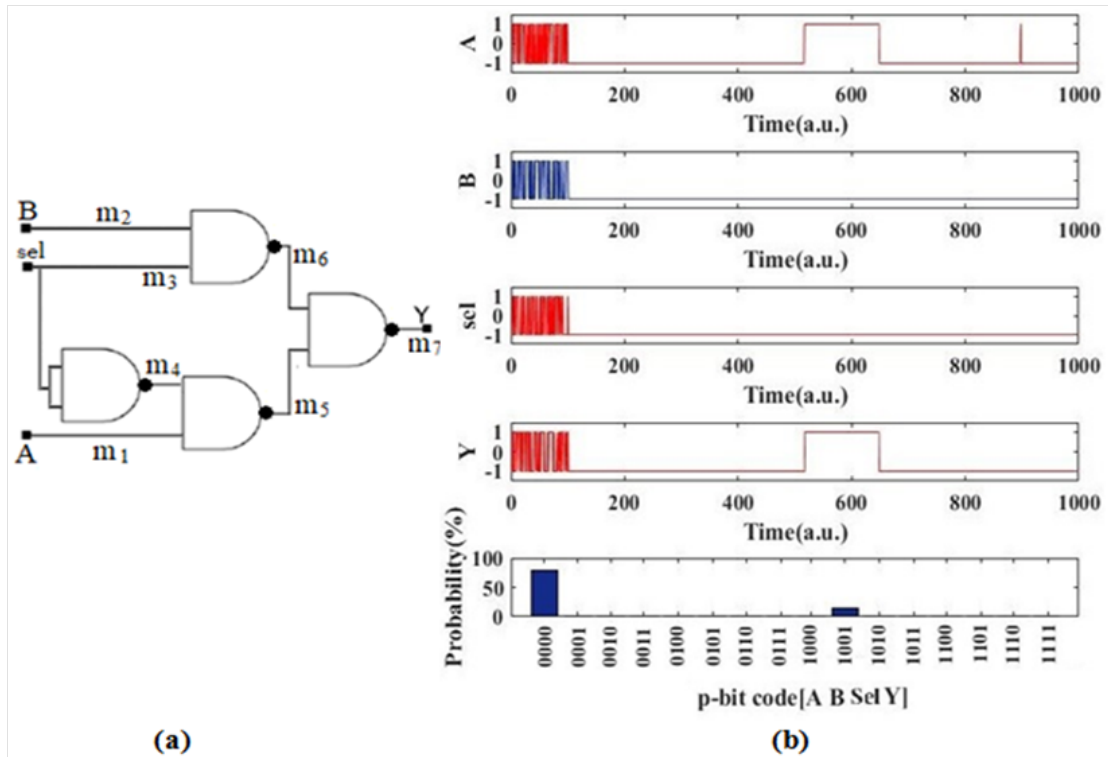 B
m2
sel
m3
m6
Y
m7
m4
m5
A
m1
(a)
A
1
0
-1
0 200 400 600 800 1000
Time(a.u.)
B
1
0
-1
0 200 400 600 800 1000
Time(a.u.)
sel
1
0
-1
0 200 400 600 800 1000
Time(a.u.)
Y
1
0
-1
0 200 400 600 800 1000
Time(a.u.)
Probability(%)
100
50
0
0000 0001 0010 0011 0100 0101 0110 0111 1000 1001 1010 1011 1100 1101 1110 1111
p-bit code[A B Sel Y]
(b)